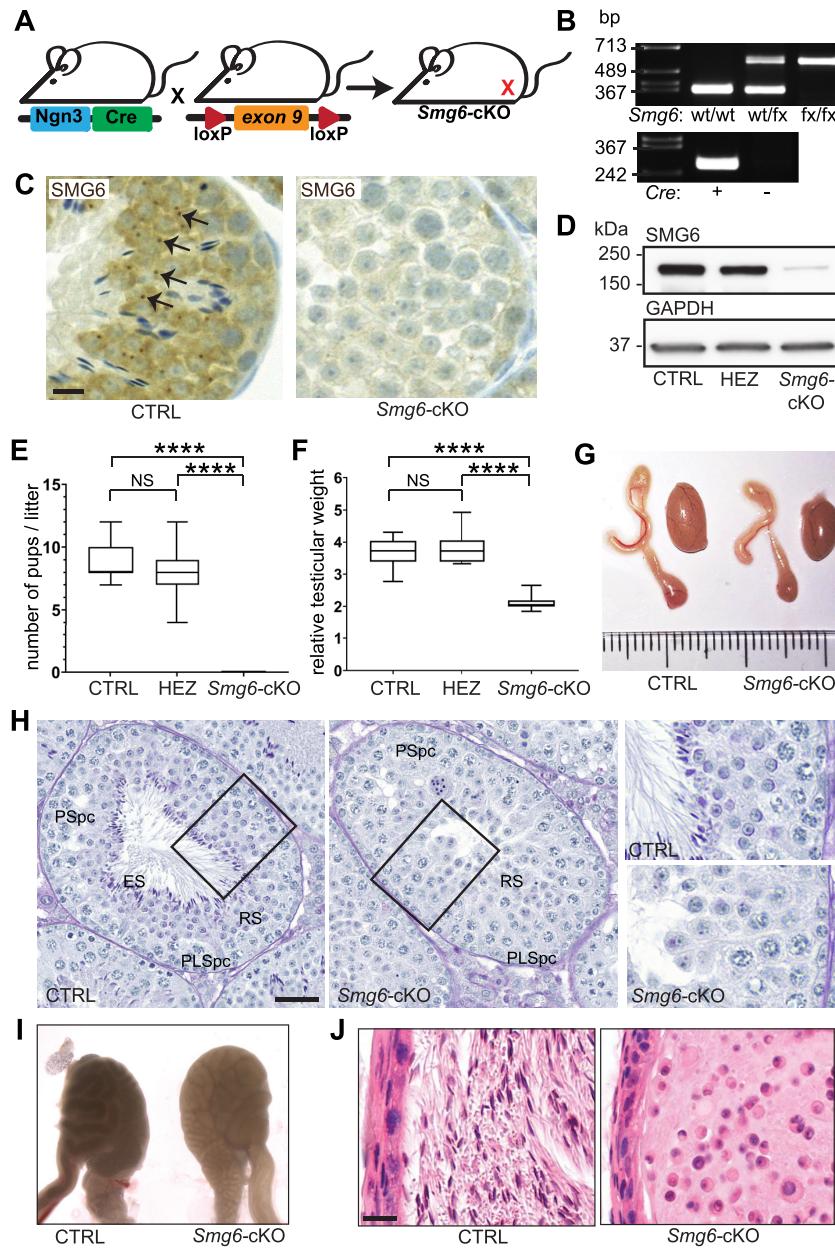 A
X
X
Ngn3 Cre
exon 9
loxP loxP
Smg6-cKO
B
bp
713
489
367
Smg6: wt/wt wt/fx fx/fx
367
242
Cre: + -
C
SMG6
SMG6
CTRL
Smg6-cKO
D
kDa
SMG6
250
150
GAPDH
37
CTRL HEZ Smg6-
cKO
E
****
NS ****
number of pups / litter
15
10
5
0
CTRL HEZ Smg6-cKO
F
****
NS ****
relative testicular weight
6
5
4
3
2
1
0
CTRL HEZ Smg6-cKO
G
CTRL Smg6-cKO
H
PSpc
ES
RS
PLSpc
CTRL
PSpc
RS
PLSpc
Smg6-cKO
CTRL
Smg6-cKO
I
CTRL Smg6-cKO
J
CTRL Smg6-cKO